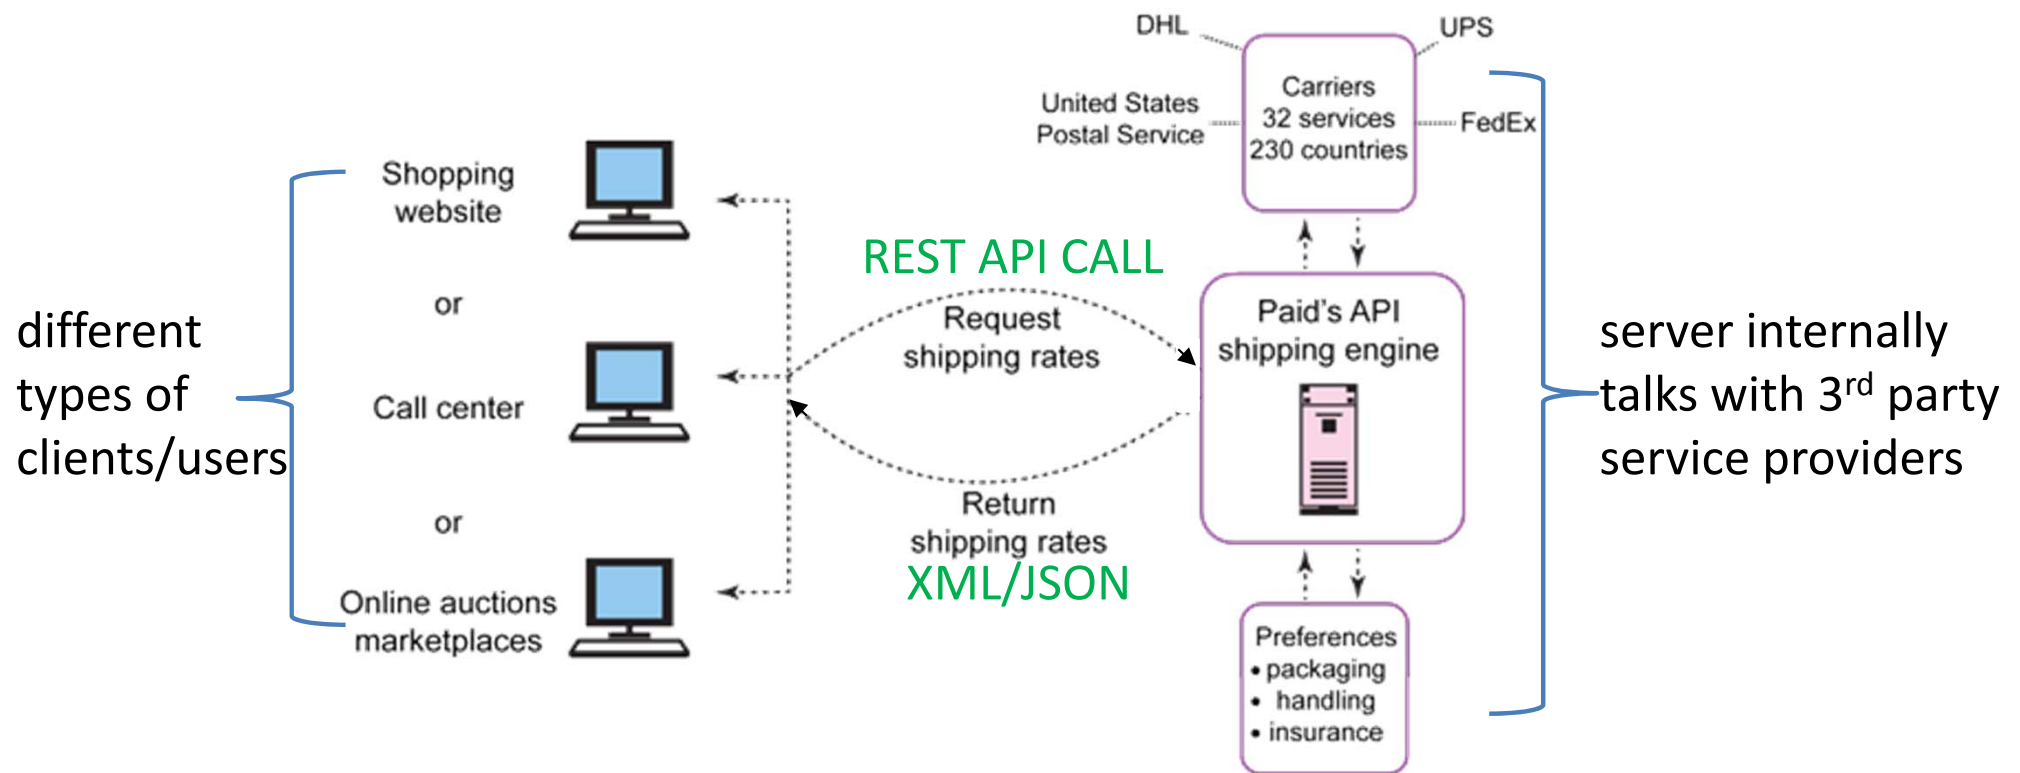 different
types of
clients/users
Shopping
website
or
Call center
or
Online auctions
marketplaces
REST API CALL
Request
shipping rates
Return
shipping rates
XML/JSON
DHL
UPS
United States
Postal Service
FedEx
Carriers
32 services
230 countries
Paid's API
shipping engine
Preferences
• packaging
• handling
• insurance
server internally
talks with 3rd party
service providers